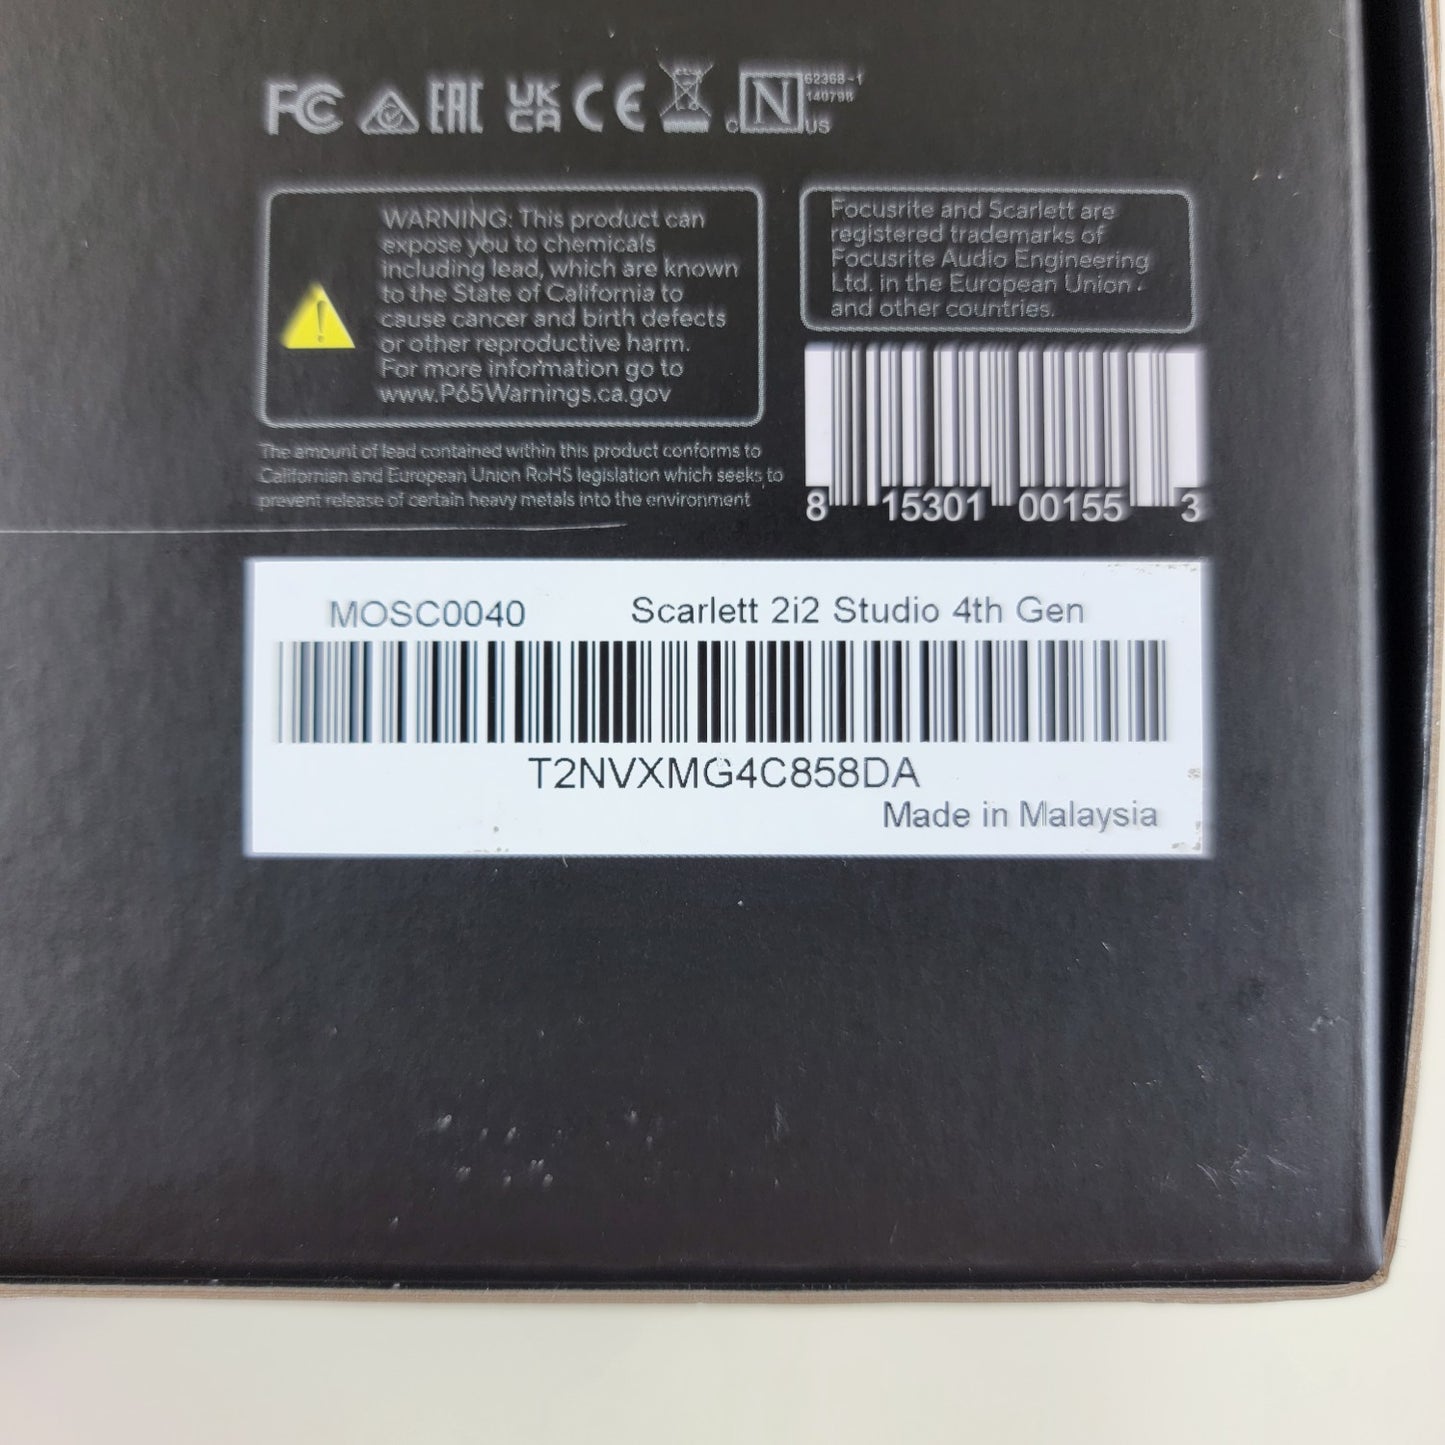 FC EAC UK CA CE N 62368-1
140798
C US
WARNING: This product can
expose you to chemicals
including lead, which are known
to the State of California to
cause cancer and birth defects
or other reproductive harm.
For more information go to
www.P65Warnings.ca.gov
The amount of lead contained within this product conforms to
Californian and European Union RoHS legislation which seeks to
prevent release of certain heavy metals into the environment
Focusrite and Scarlett are
registered trademarks of
Focusrite Audio Engineering
Ltd. in the European Union
and other countries.
8 15301 00155 3
MOSC0040 Scarlett 2i2 Studio 4th Gen
T2NVXMG4C858DA
Made in Malaysia